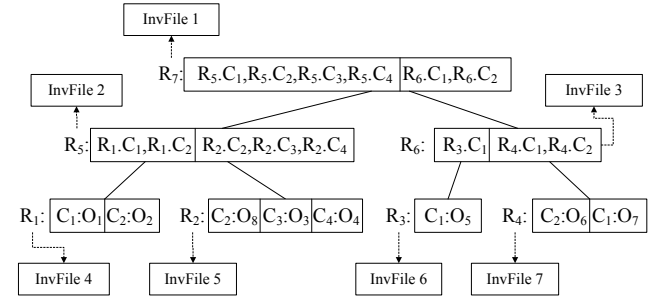 InvFile 1
R₇: R₅.C₁,R₅.C₂,R₅.C₃,R₅.C₄ R₆.C₁,R₆.C₂
InvFile 2
InvFile 3
R₅: R₁.C₁,R₁.C₂ R₂.C₂,R₂.C₃,R₂.C₄
R₆: R₃.C₁ R₄.C₁,R₄.C₂
R₁: C₁:O₁ C₂:O₂
R₂: C₂:O₈ C₃:O₃ C₄:O₄
R₃: C₁:O₅
R₄: C₂:O₆ C₁:O₇
InvFile 4
InvFile 5
InvFile 6
InvFile 7